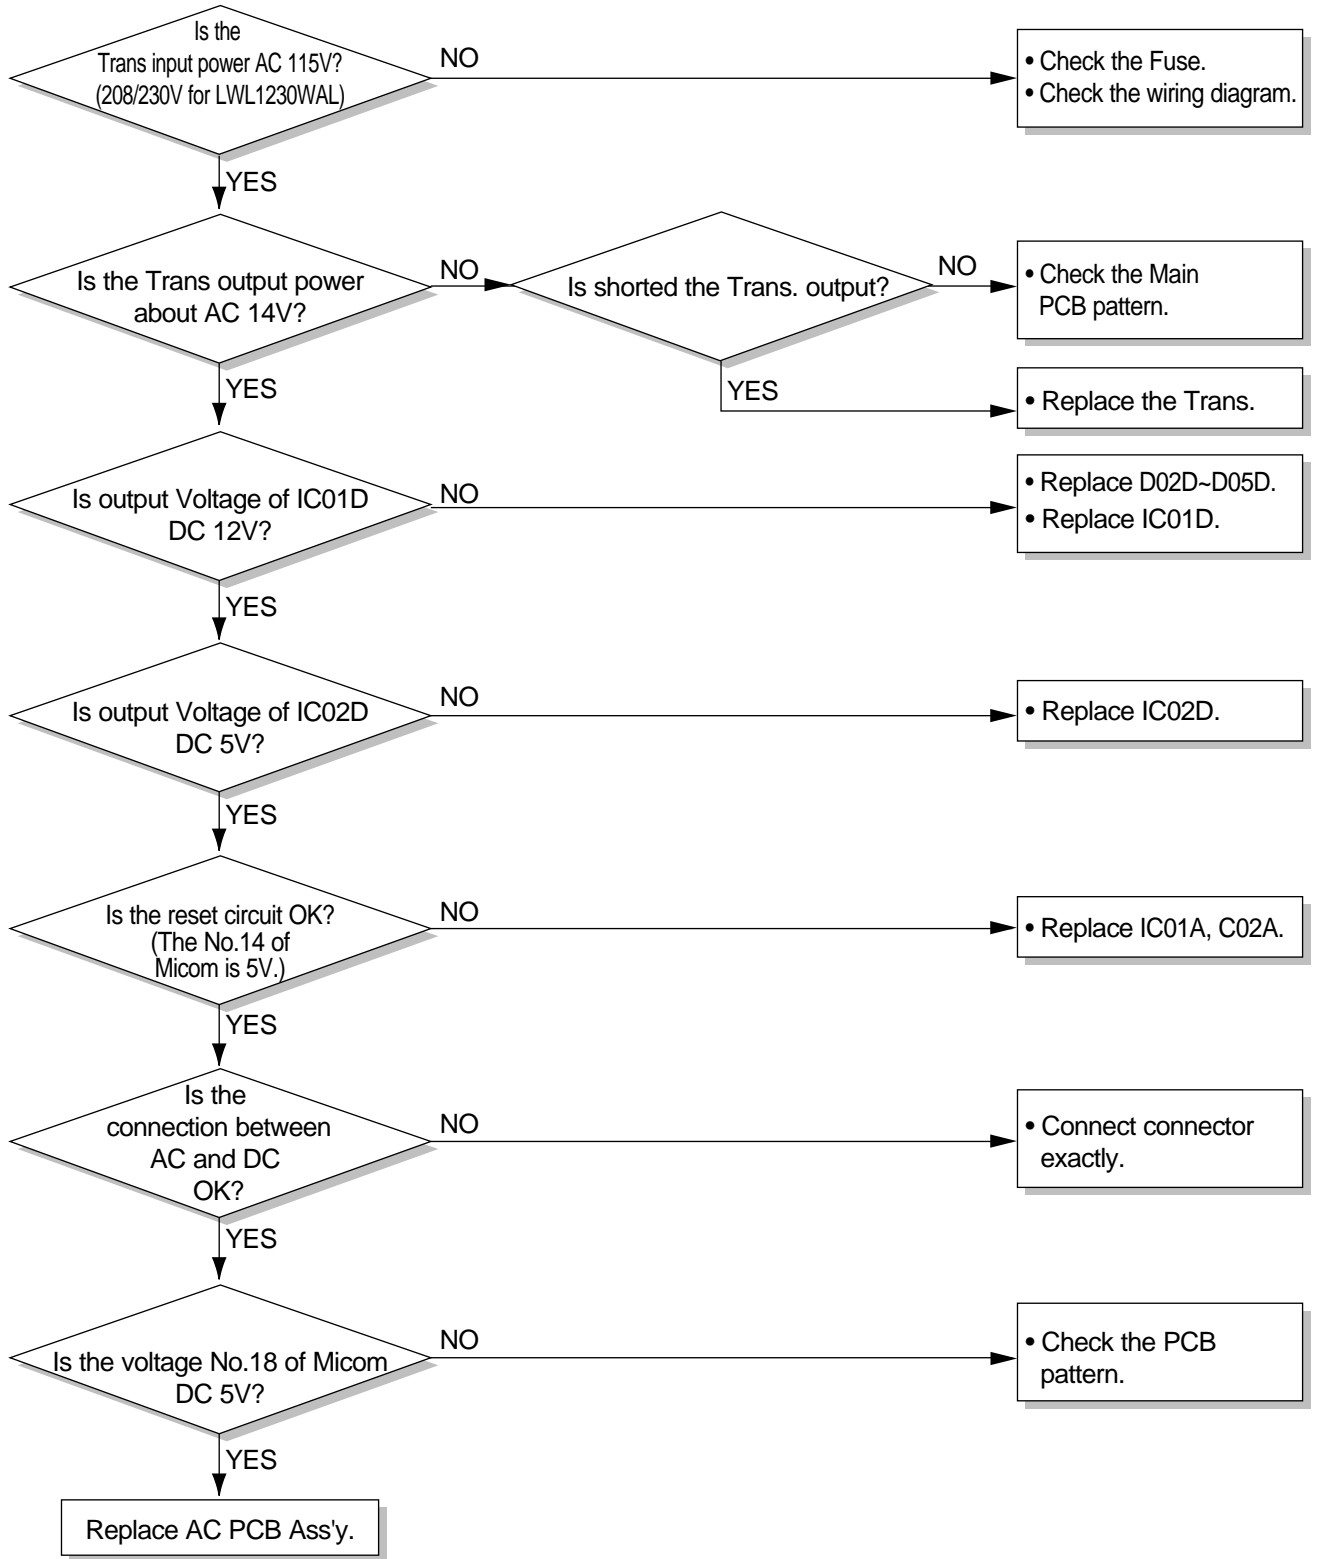 Is the
Trans input power AC 115V?
(208/230V for LWL1230WAL)
NO
• Check the Fuse.
• Check the wiring diagram.
YES
Is the Trans output power
about AC 14V?
NO
Is shorted the Trans. output?
NO
• Check the Main
PCB pattern.
YES
• Replace the Trans.
YES
Is output Voltage of IC01D
DC 12V?
NO
• Replace D02D~D05D.
• Replace IC01D.
YES
Is output Voltage of IC02D
DC 5V?
NO
• Replace IC02D.
YES
Is the reset circuit OK?
(The No.14 of
Micom is 5V.)
NO
• Replace IC01A, C02A.
YES
Is the
connection between
AC and DC
OK?
NO
• Connect connector
exactly.
YES
Is the voltage No.18 of Micom
DC 5V?
NO
• Check the PCB
pattern.
YES
Replace AC PCB Ass'y.